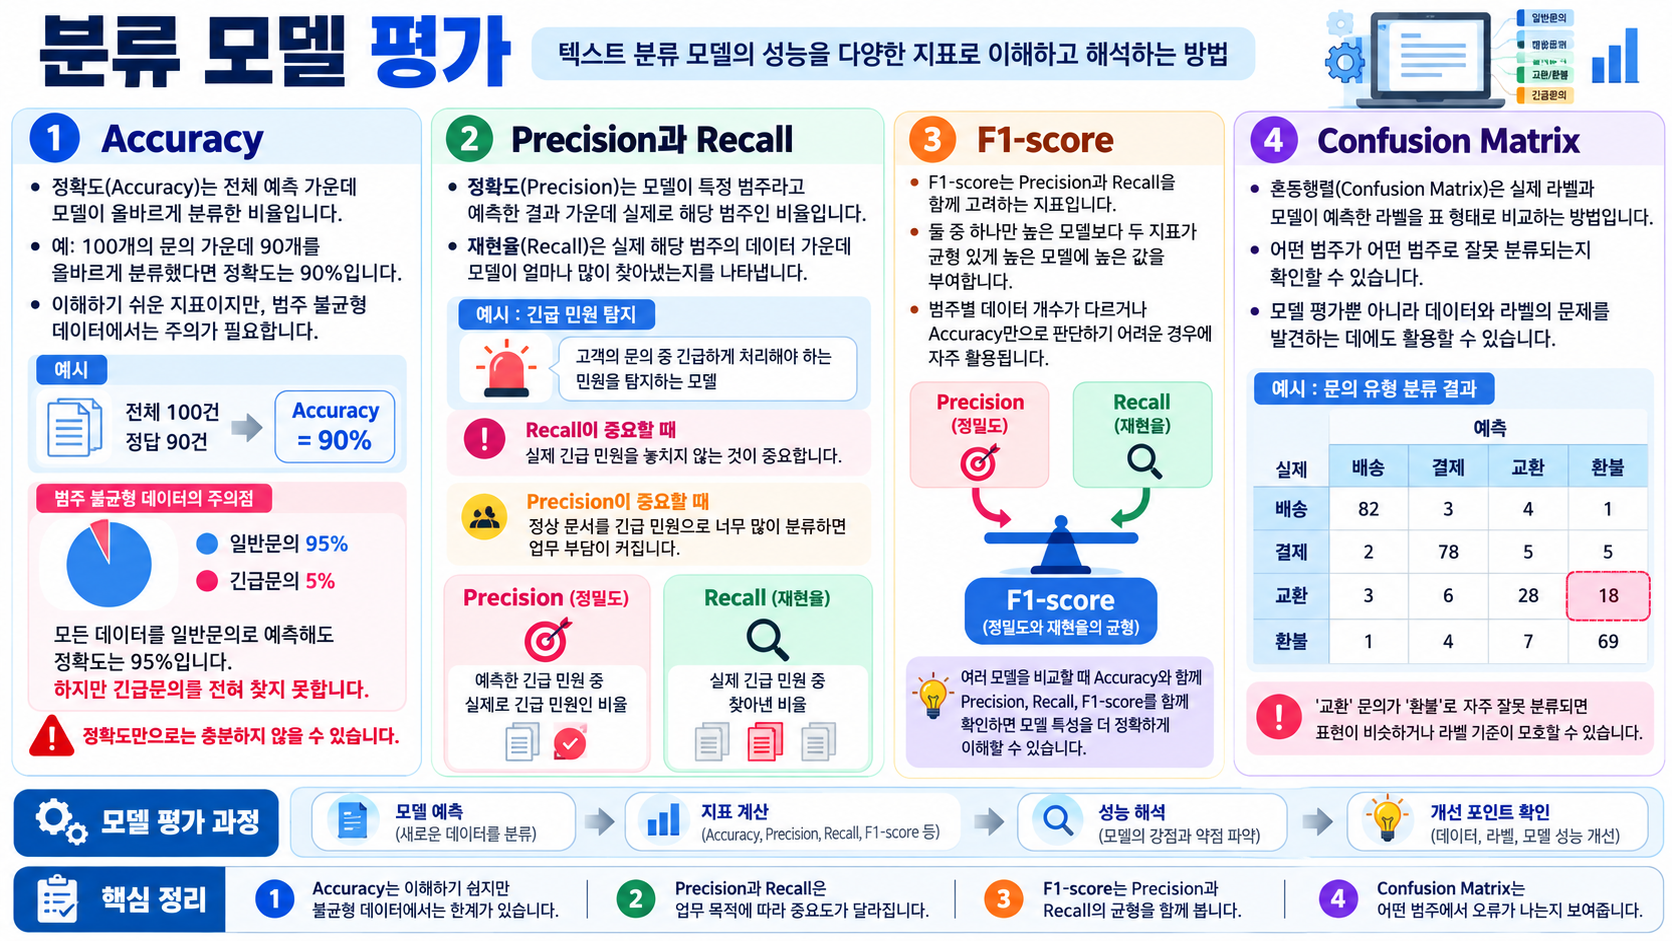 분류 모델 평가
텍스트 분류 모델의 성능을 다양한 지표로 이해하고 해석하는 방법
일반문의
교환/환불
긴급문의
1 Accuracy
• 정확도(Accuracy)는 전체 예측 가운데
모델이 올바르게 분류한 비율입니다.
• 예: 100개의 문의 가운데 90개를
올바르게 분류했다면 정확도는 90%입니다.
• 이해하기 쉬운 지표이지만, 범주 불균형
데이터에서는 주의가 필요합니다.
예시
전체 100건
정답 90건
Accuracy
= 90%
범주 불균형 데이터의 주의점
일반문의 95%
긴급문의 5%
모든 데이터를 일반문의로 예측해도
정확도는 95%입니다.
하지만 긴급문의를 전혀 찾지 못합니다.
정확도만으로는 충분하지 않을 수 있습니다.
2 Precision과 Recall
• 정확도(Precision)는 모델이 특정 범주라고
예측한 결과 가운데 실제로 해당 범주인 비율입니다.
• 재현율(Recall)은 실제 해당 범주의 데이터 가운데
모델이 얼마나 많이 찾아냈는지를 나타냅니다.
예시 : 긴급 민원 탐지
고객의 문의 중 긴급하게 처리해야 하는
민원을 탐지하는 모델
Recall이 중요할 때
실제 긴급 민원을 놓치지 않는 것이 중요합니다.
Precision이 중요할 때
정상 문서를 긴급 민원으로 너무 많이 분류하면
업무 부담이 커집니다.
Precision (정밀도)
예측한 긴급 민원 중
실제로 긴급 민원인 비율
Recall (재현율)
실제 긴급 민원 중
찾아낸 비율
3 F1-score
• F1-score는 Precision과 Recall을
함께 고려하는 지표입니다.
• 둘 중 하나만 높은 모델보다 두 지표가
균형 있게 높은 모델에 높은 값을
부여합니다.
• 범주별 데이터 개수가 다르거나
Accuracy만으로 판단하기 어려운 경우에
자주 활용됩니다.
Precision
(정밀도)
Recall
(재현율)
F1-score
(정밀도와 재현율의 균형)
여러 모델을 비교할 때 Accuracy와 함께
Precision, Recall, F1-score를 함께
확인하면 모델 특성을 더 정확하게
이해할 수 있습니다.
4 Confusion Matrix
• 혼동행렬(Confusion Matrix)은 실제 라벨과
모델이 예측한 라벨을 표 형태로 비교하는 방법입니다.
• 어떤 범주가 어떤 범주로 잘못 분류되는지
확인할 수 있습니다.
• 모델 평가뿐 아니라 데이터와 라벨의 문제를
발견하는 데에도 활용할 수 있습니다.
예시 : 문의 유형 분류 결과
예측
실제 배송 결제 교환 환불
배송 82 3 4 1
결제 2 78 5 5
교환 3 6 28 18
환불 1 4 7 69
'교환' 문의가 '환불'로 자주 잘못 분류되면
표현이 비슷하거나 라벨 기준이 모호할 수 있습니다.
모델 평가 과정
모델 예측
(새로운 데이터를 분류)
지표 계산
(Accuracy, Precision, Recall, F1-score 등)
성능 해석
(모델의 강점과 약점 파악)
개선 포인트 확인
(데이터, 라벨, 모델 성능 개선)
핵심 정리
1 Accuracy는 이해하기 쉽지만
불균형 데이터에서는 한계가 있습니다.
2 Precision과 Recall은
업무 목적에 따라 중요도가 달라집니다.
3 F1-score는 Precision과
Recall의 균형을 함께 봅니다.
4 Confusion Matrix는
어떤 범주에서 오류가 나는지 보여줍니다.